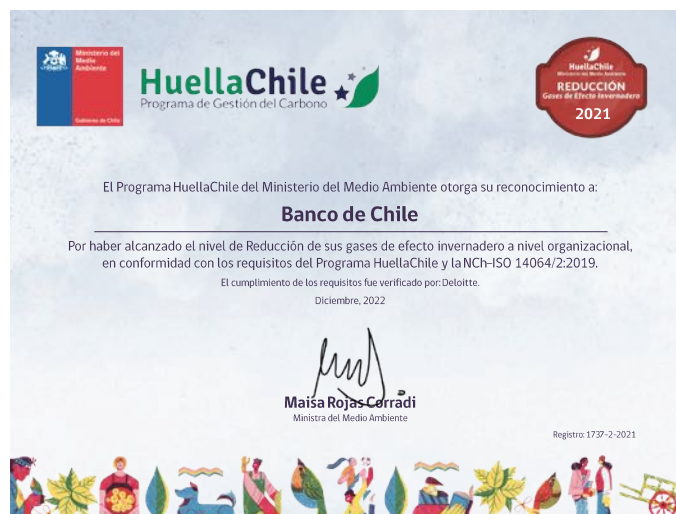 Ministerio del
Medio
Ambiente
Gobierno de Chile
HuellaChile
Programa de Gestión del Carbono
HuellaChile
Ministerio del Medio Ambiente
REDUCCIÓN
Gases de Efecto Invernadero
2021
El Programa HuellaChile del Ministerio del Medio Ambiente otorga su reconocimiento a:
Banco de Chile
Por haber alcanzado el nivel de Reducción de sus gases de efecto invernadero a nivel organizacional,
en conformidad con los requisitos del Programa HuellaChile y la NCh-ISO 14064/2:2019.
El cumplimiento de los requisitos fue verificado por: Deloitte.
Diciembre, 2022
Maisa Rojas Corradi
Ministra del Medio Ambiente
Registro: 1737-2-2021